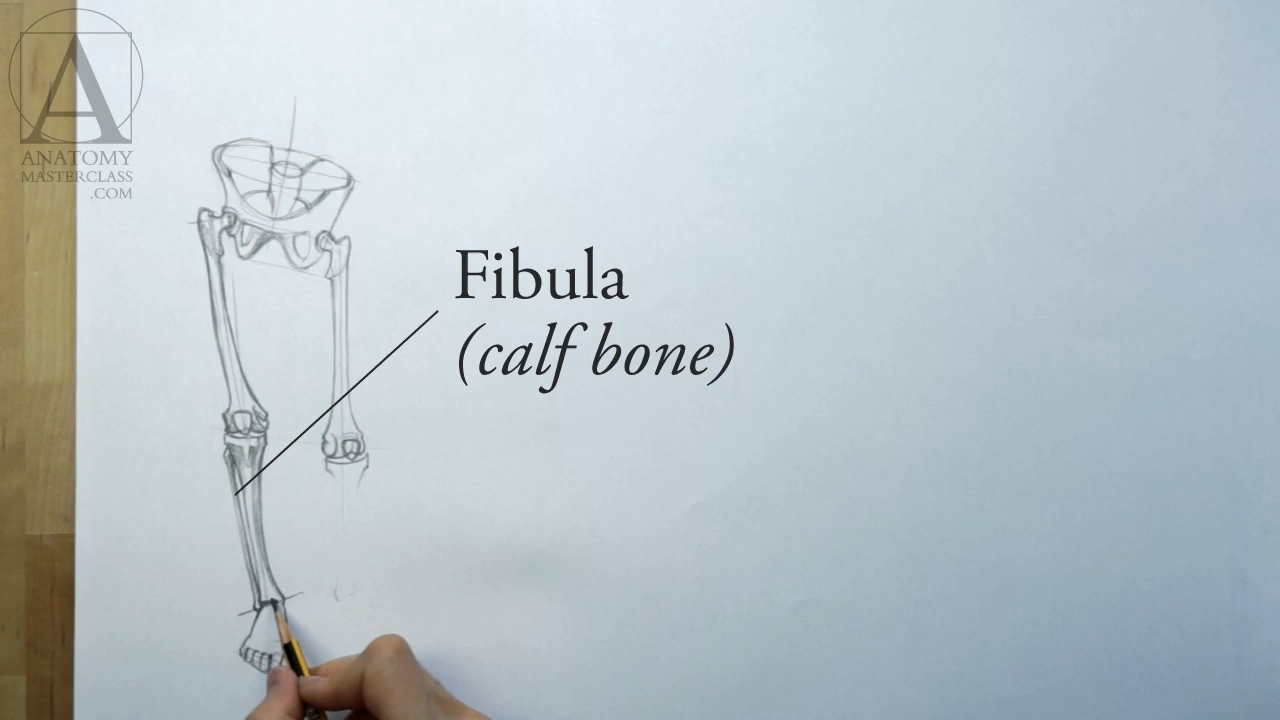 A
ANATOMY
MASTERCLASS
.COM
Fibula
(calf bone)